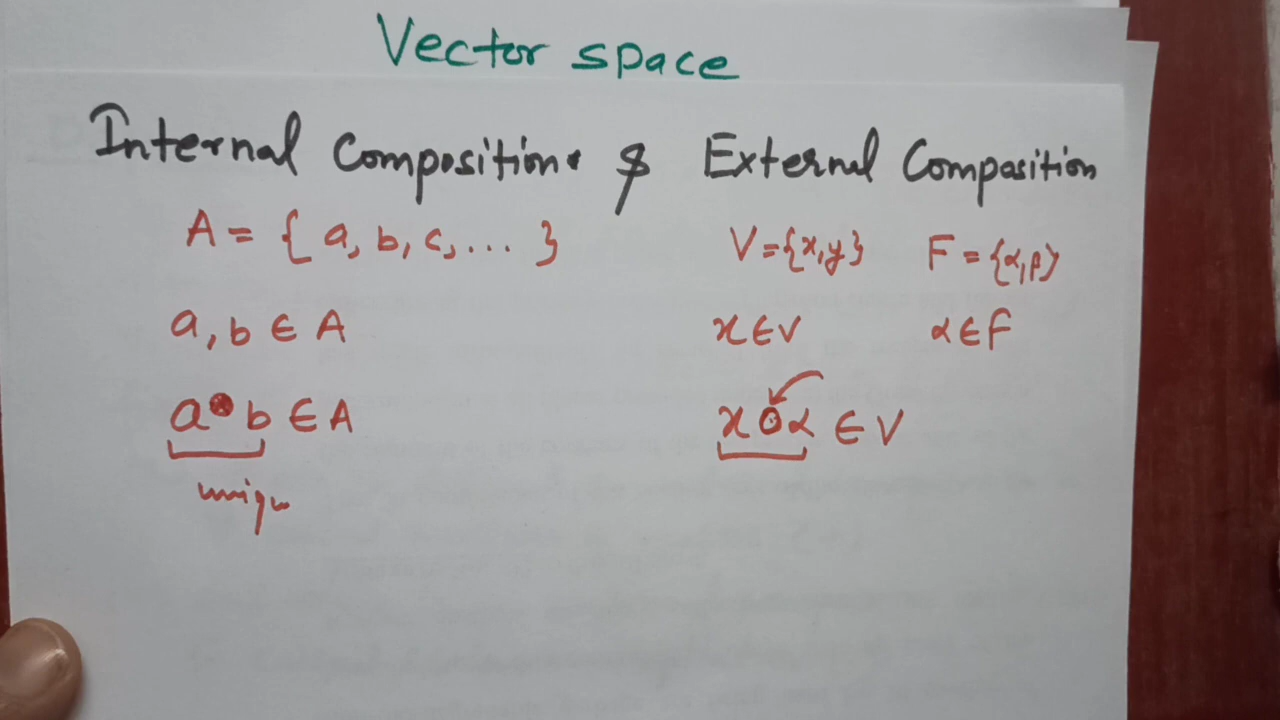 Vector space
Internal Composition & External Composition
A = { a, b, c, ... }
V={x,y} F={α,β}
a, b ∈ A
x∈V α∈F
a•b ∈ A
x o α ∈ V